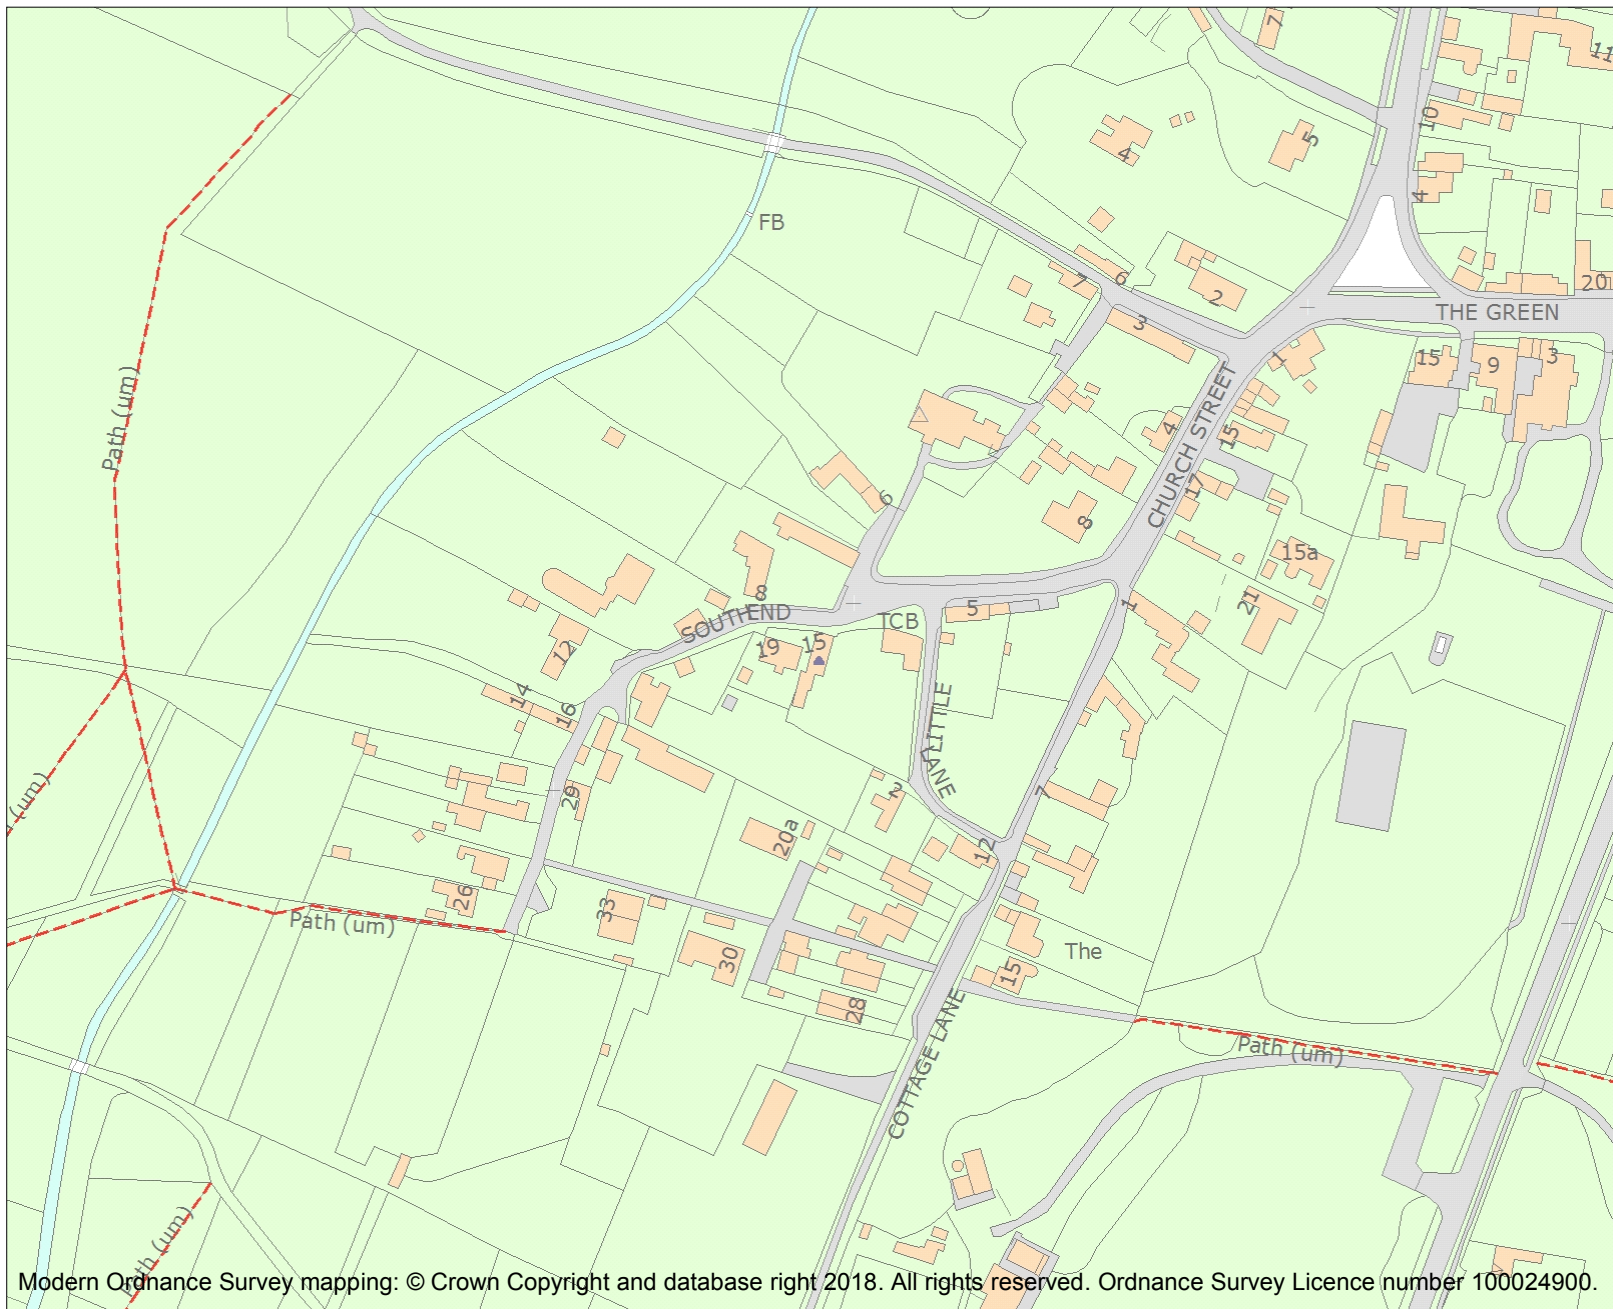 7
11
10
4
5
4
FB
6
7
2
20
THE GREEN
3
1
15
9
3
Path (um)
CHURCH STREET
4
15
6
17
8
15a
8
5
1
21
SOUTHEND
TCB
12
19
15
14
16
LITTLE
LANE
(um)
29
2
7
20a
12
26
33
Path (um)
30
The
15
28
COTTAGE LANE
Path (um)
Path (um)
Modern Ordnance Survey mapping: © Crown Copyright and database right 2018. All rights reserved. Ordnance Survey Licence number 100024900.